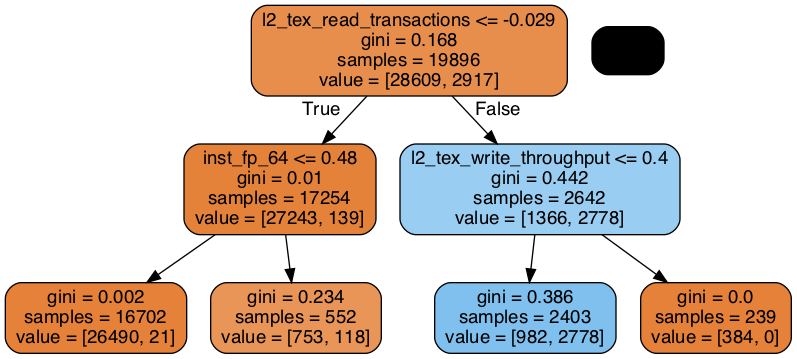 l2_tex_read_transactions <= -0.029
gini = 0.168
samples = 19896
value = [28609, 2917]
True
False
inst_fp_64 <= 0.48
gini = 0.01
samples = 17254
value = [27243, 139]
l2_tex_write_throughput <= 0.4
gini = 0.442
samples = 2642
value = [1366, 2778]
gini = 0.002
samples = 16702
value = [26490, 21]
gini = 0.234
samples = 552
value = [753, 118]
gini = 0.386
samples = 2403
value = [982, 2778]
gini = 0.0
samples = 239
value = [384, 0]